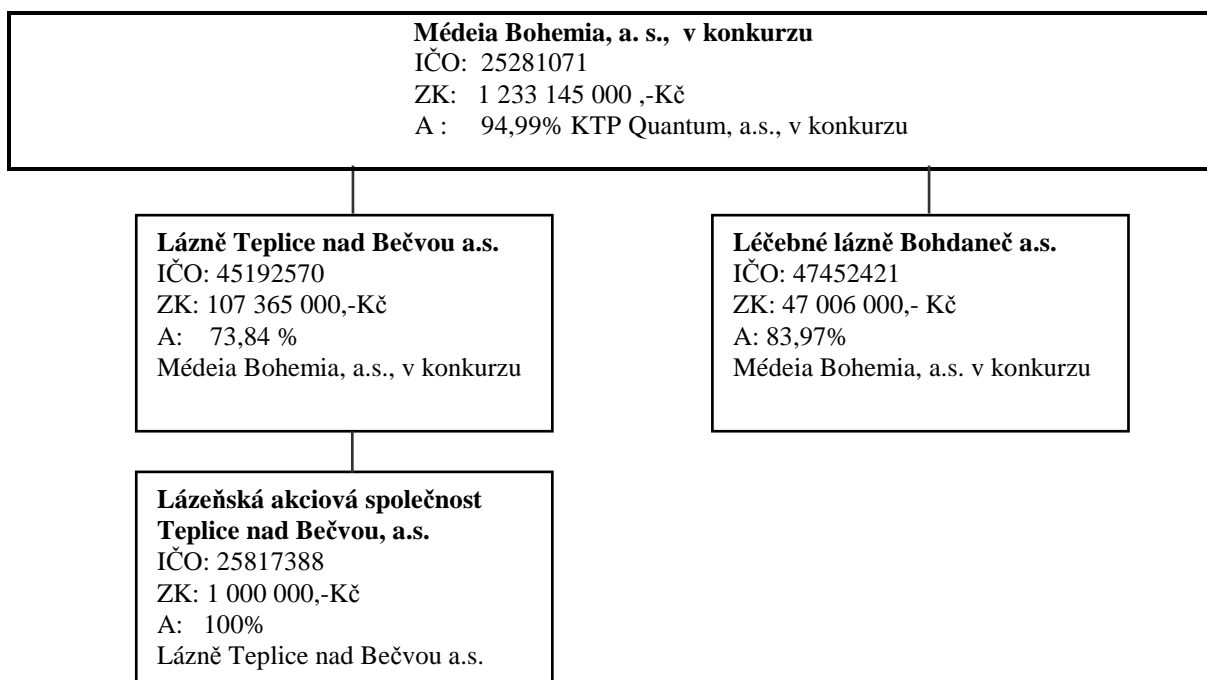 Médeia Bohemia, a. s., v konkurzu
IČO: 25281071
ZK: 1 233 145 000 ,-Kč
A : 94,99% KTP Quantum, a.s., v konkurzu
Lázně Teplice nad Bečvou a.s.
IČO: 45192570
ZK: 107 365 000,-Kč
A: 73,84 %
Médeia Bohemia, a.s., v konkurzu
Léčebné lázně Bohdaneč a.s.
IČO: 47452421
ZK: 47 006 000,- Kč
A: 83,97%
Médeia Bohemia, a.s. v konkurzu
Lázeňská akciová společnost
Teplice nad Bečvou, a.s.
IČO: 25817388
ZK: 1 000 000,-Kč
A: 100%
Lázně Teplice nad Bečvou a.s.